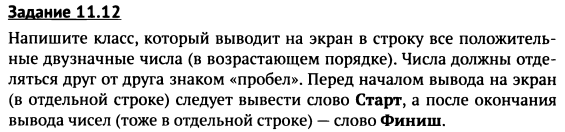 Задание 11.12
Напишите класс, который выводит на экран в строку все положитель-
ные двузначные числа (в возрастающем порядке). Числа должны отде-
ляться друг от друга знаком «пробел». Перед началом вывода на экран
(в отдельной строке) следует вывести слово Старт, а после окончания
вывода чисел (тоже в отдельной строке) — слово Финиш.